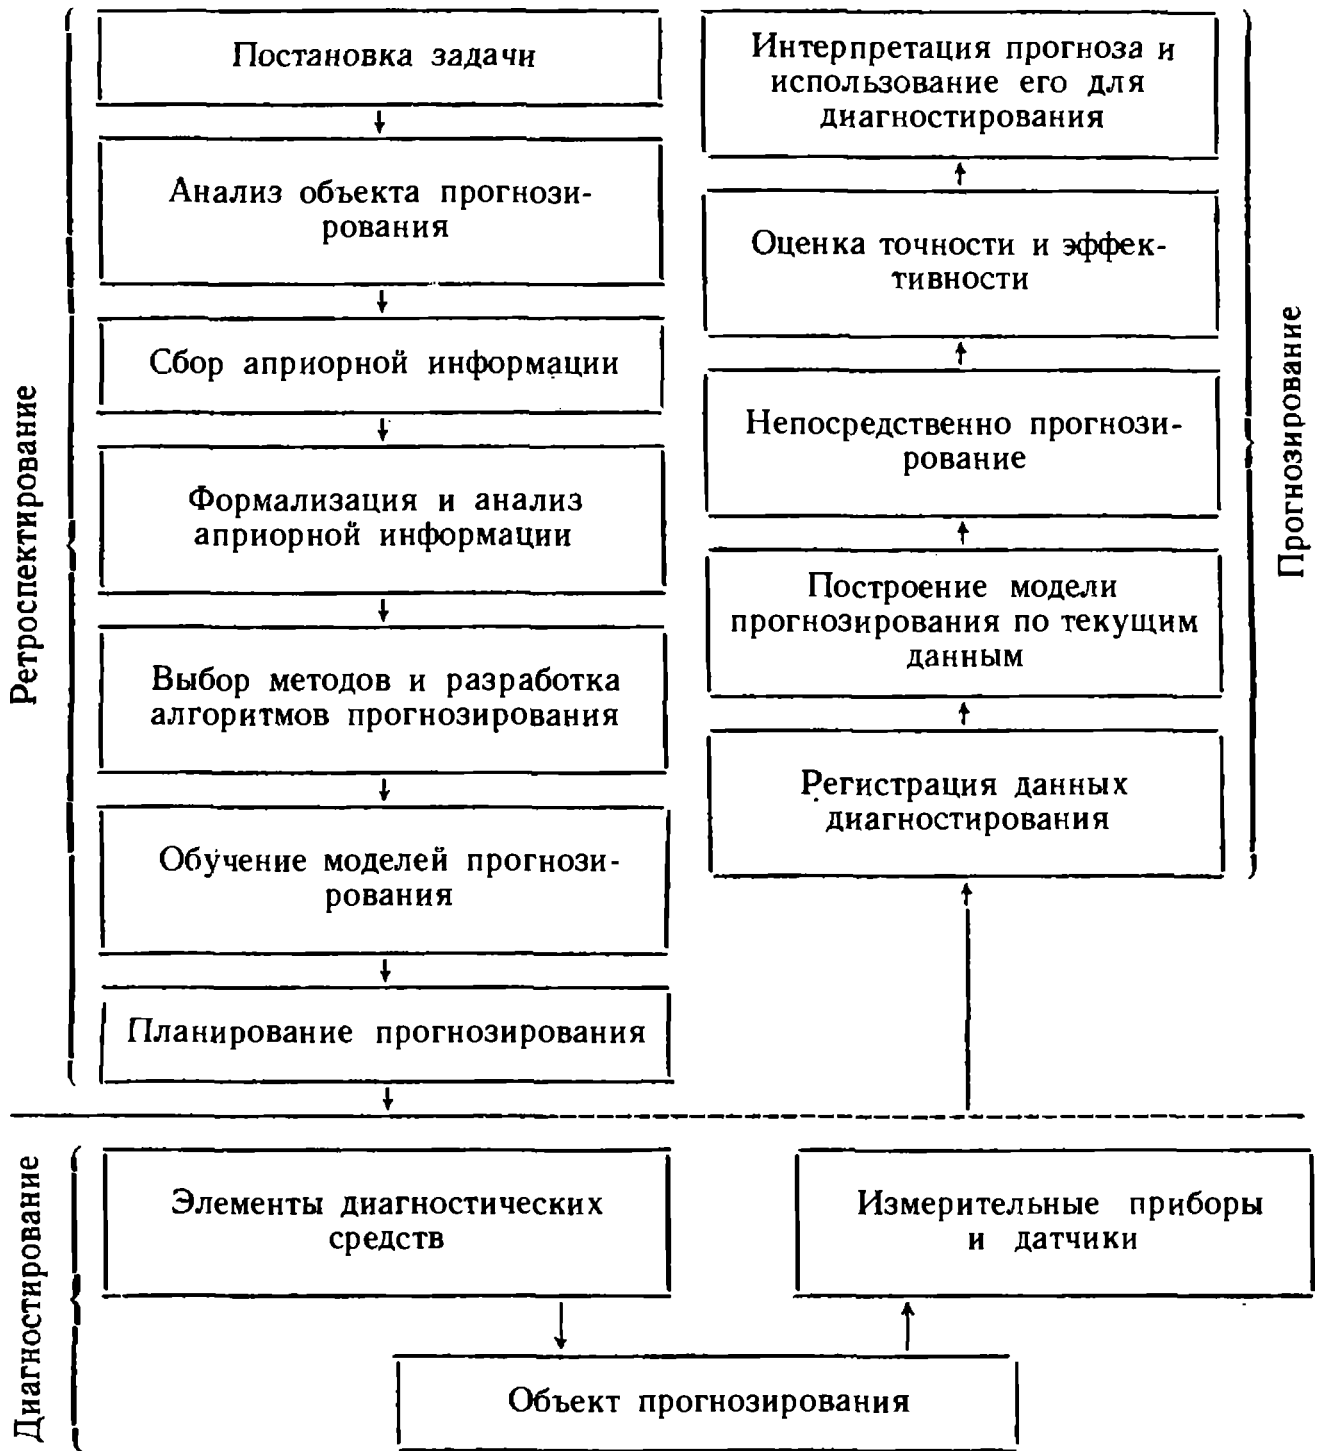 Ретроспектирование
Постановка задачи
Анализ объекта прогнози-
рования
Сбор априорной информации
Формализация и анализ
априорной информации
Выбор методов и разработка
алгоритмов прогнозирования
Обучение моделей прогнози-
рования
Планирование прогнозирования
Интерпретация прогноза и
использование его для
диагностирования
Оценка точности и эффек-
тивности
Непосредственно прогнози-
рование
Построение модели
прогнозирования по текущим
данным
Регистрация данных
диагностирования
Прогнозирование
Диагностирование
Элементы диагностических
средств
Измерительные приборы
и датчики
Объект прогнозирования